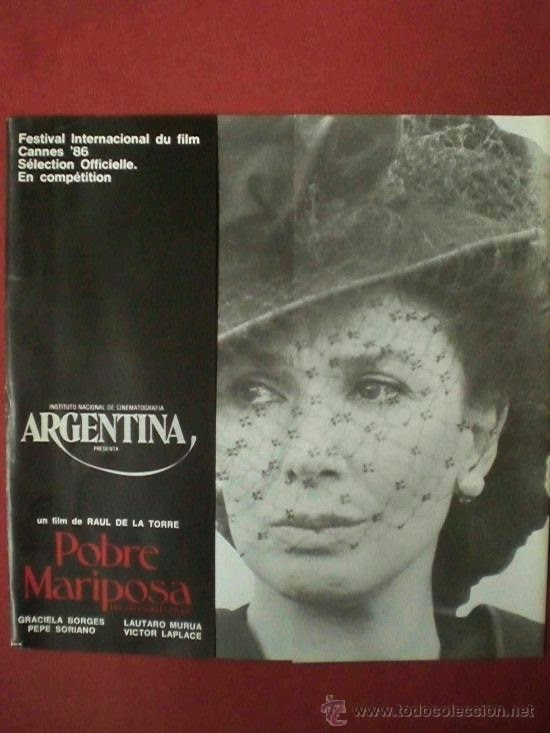 Festival Internacional du film
Cannes '86
Sélection Officielle.
En compétition
INSTITUTO NACIONAL DE CINEMATOGRAFIA
ARGENTINA,
PRESENTA
un film de RAUL DE LA TORRE
Pobre
Mariposa
GRACIELA BORGES LAUTARO MURUA
PEPE SORIANO VICTOR LAPLACE
© www.todocoleccion.net